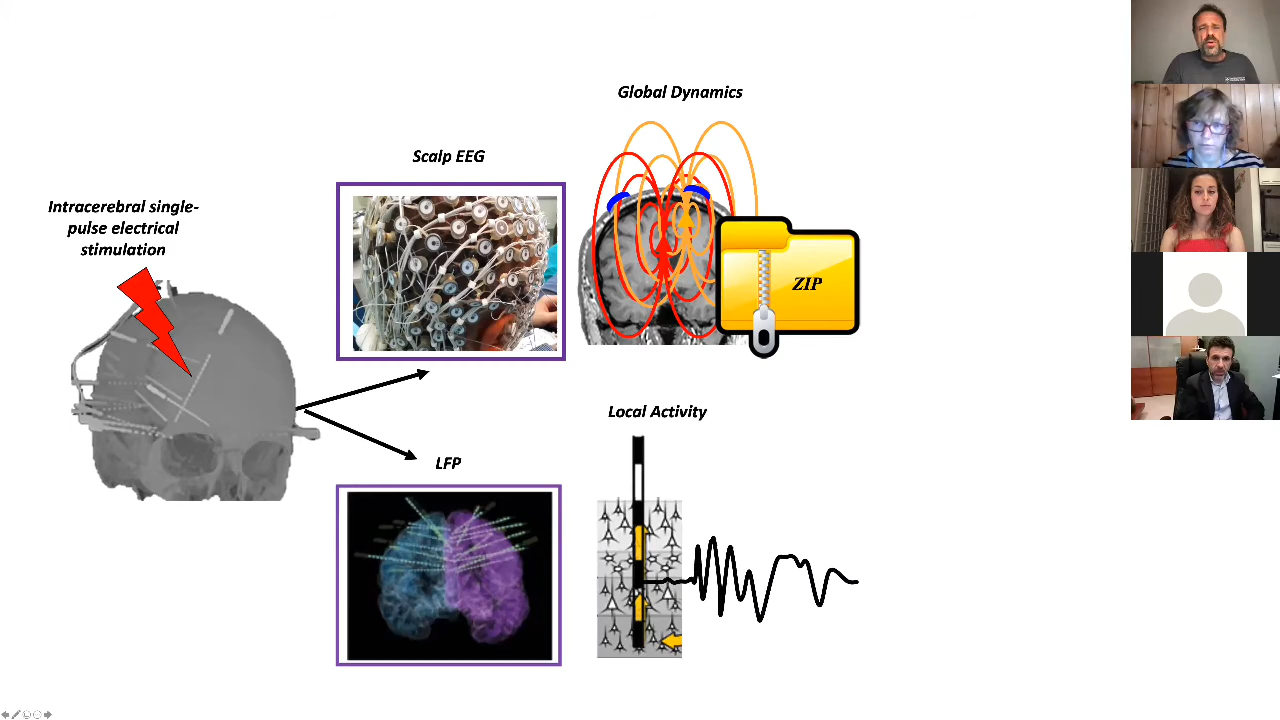 Global Dynamics
Scalp EEG
Intracerebral single-
pulse electrical
stimulation
ZIP
Local Activity
LFP